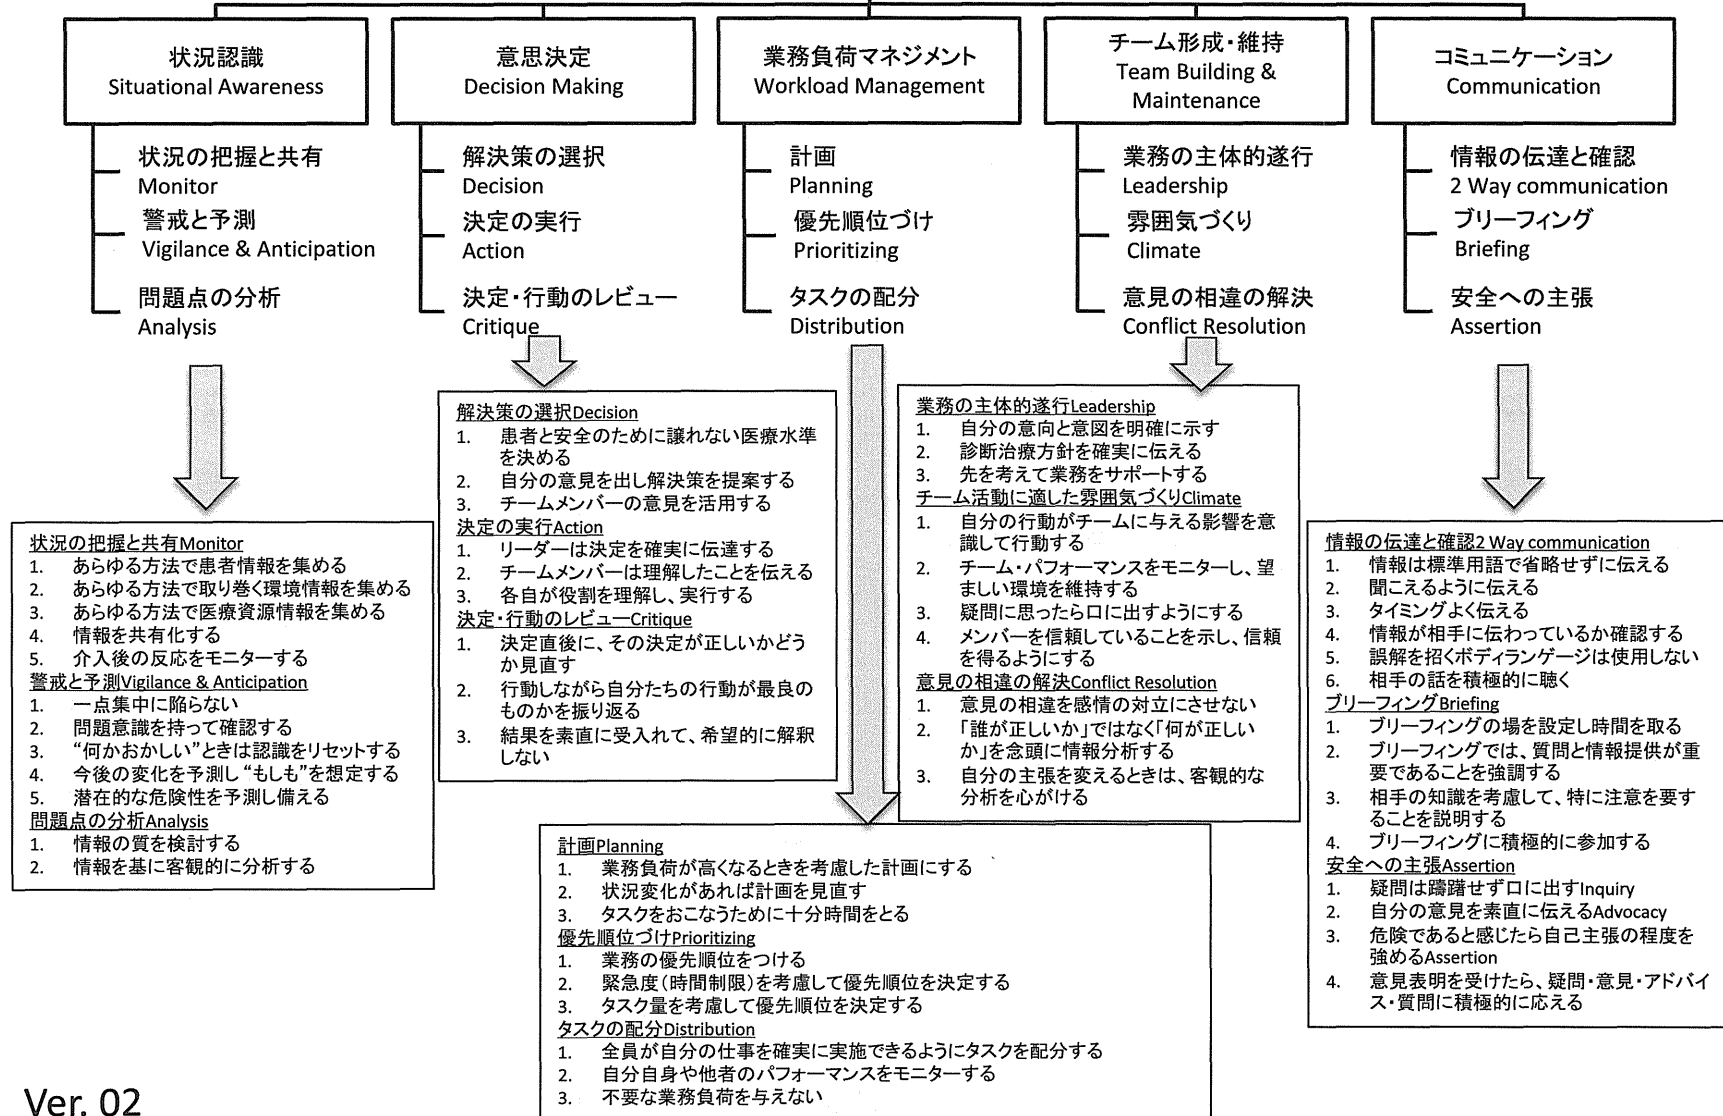 状況認識
Situational Awareness
状況の把握と共有
Monitor
警戒と予測
Vigilance & Anticipation
問題点の分析
Analysis
意思決定
Decision Making
解決策の選択
Decision
決定の実行
Action
決定・行動のレビュー
Critique
業務負荷マネジメント
Workload Management
計画
Planning
優先順位づけ
Prioritizing
タスクの配分
Distribution
チーム形成・維持
Team Building &
Maintenance
業務の主体的遂行
Leadership
雰囲気づくり
Climate
意見の相違の解決
Conflict Resolution
コミュニケーション
Communication
情報の伝達と確認
2 Way communication
ブリーフィング
Briefing
安全への主張
Assertion
状況の把握と共有Monitor
1. あらゆる方法で患者情報を集める
2. あらゆる方法で取り巻く環境情報を集める
3. あらゆる方法で医療資源情報を集める
4. 情報を共有化する
5. 介入後の反応をモニターする
警戒と予測Vigilance & Anticipation
1. 一点集中に陥らない
2. 問題意識を持って確認する
3. “何かおかしい”ときは認識をリセットする
4. 今後の変化を予測し“もしも”を想定する
5. 潜在的な危険性を予測し備える
問題点の分析Analysis
1. 情報の質を検討する
2. 情報を基に客観的に分析する
解決策の選択Decision
1. 患者と安全のために譲れない医療水準
を決める
2. 自分の意見を出し解決策を提案する
3. チームメンバーの意見を活用する
決定の実行Action
1. リーダーは決定を確実に伝達する
2. チームメンバーは理解したことを伝える
3. 各自が役割を理解し、実行する
決定・行動のレビューCritique
1. 決定直後に、その決定が正しいかどう
か見直す
2. 行動しながら自分たちの行動が最良の
ものかを振り返る
3. 結果を素直に受入れて、希望的に解釈
しない
計画Planning
1. 業務負荷が高くなるときを考慮した計画にする
2. 状況変化があれば計画を見直す
3. タスクをおこなうために十分時間をとる
優先順位づけPrioritizing
1. 業務の優先順位をつける
2. 緊急度(時間制限)を考慮して優先順位を決定する
3. タスク量を考慮して優先順位を決定する
タスクの配分Distribution
1. 全員が自分の仕事を確実に実施できるようにタスクを配分する
2. 自分自身や他者のパフォーマンスをモニターする
3. 不要な業務負荷を与えない
業務の主体的遂行Leadership
1. 自分の意向と意図を明確に示す
2. 診断治療方針を確実に伝える
3. 先を考えて業務をサポートする
チーム活動に適した雰囲気づくりClimate
1. 自分の行動がチームに与える影響を意
識して行動する
2. チーム・パフォーマンスをモニターし、望
ましい環境を維持する
3. 疑問に思ったら口に出すようにする
4. メンバーを信頼していることを示し、信頼
を得るようにする
意見の相違の解決Conflict Resolution
1. 意見の相違を感情の対立にさせない
2. 「誰が正しいか」ではなく「何が正しい
か」を念頭に情報分析する
3. 自分の主張を変えるときは、客観的な
分析を心がける
情報の伝達と確認2 Way communication
1. 情報は標準用語で省略せずに伝える
2. 聞こえるように伝える
3. タイミングよく伝える
4. 情報が相手に伝わっているか確認する
5. 誤解を招くボディランゲージは使用しない
6. 相手の話を積極的に聴く
ブリーフィングBriefing
1. ブリーフィングの場を設定し時間を取る
2. ブリーフィングでは、質問と情報提供が重
要であることを強調する
3. 相手の知識を考慮して、特に注意を要す
ることを説明する
4. ブリーフィングに積極的に参加する
安全への主張Assertion
1. 疑問は躊躇せず口に出すInquiry
2. 自分の意見を素直に伝えるAdvocacy
3. 危険であると感じたら自己主張の程度を
強めるAssertion
4. 意見表明を受けたら、疑問・意見・アドバイ
ス・質問に積極的に応える
Ver. 02